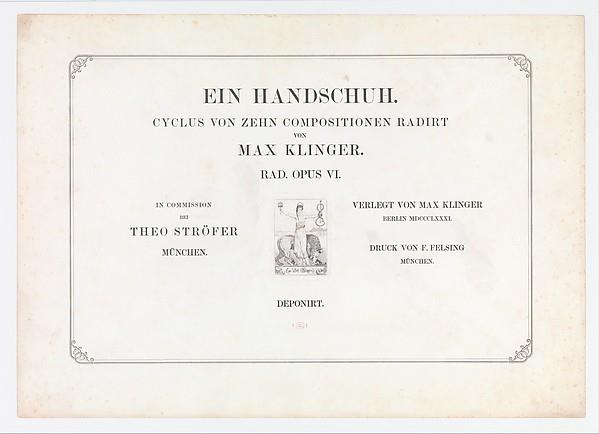 EIN HANDSCHUH.
CYCLUS VON ZEHN COMPOSITIONEN RADIRT
VON
MAX KLINGER.
RAD. OPUS VI.
IN COMMISSION
BEI
THEO STRÖFER
MÜNCHEN.
VERLEGT VON MAX KLINGER
BERLIN MDCCCLXXXI.
DRUCK VON F. FELSING
MÜNCHEN.
DEPONIRT.